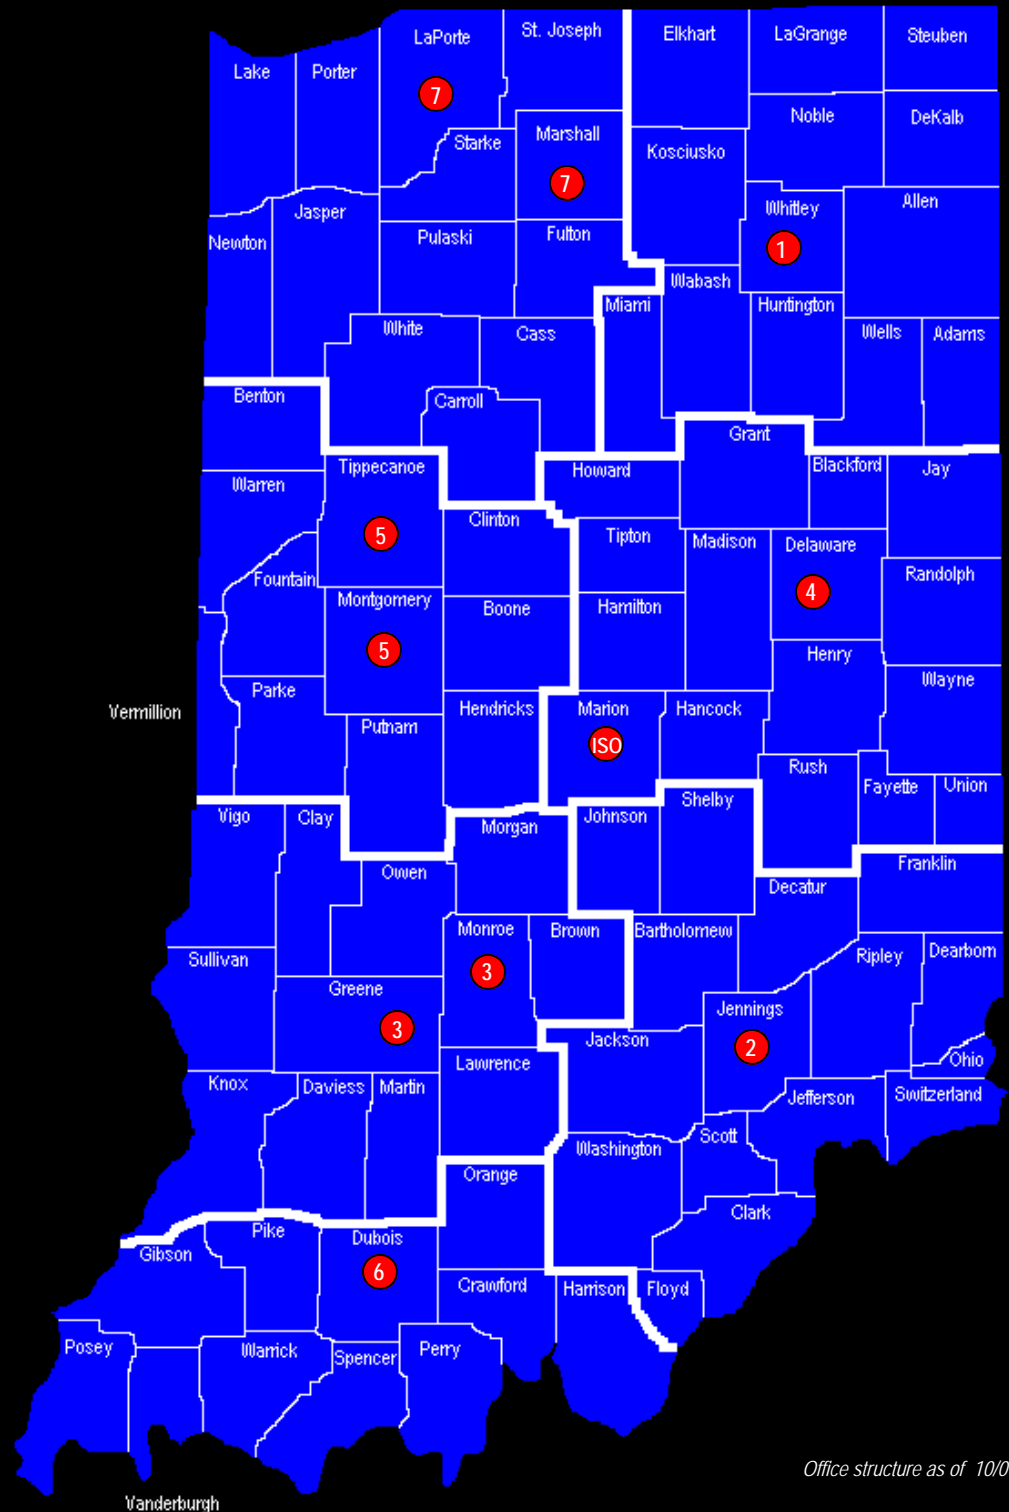 LaPorte
St. Joseph
Elkhart
LaGrange
Steuben
Lake
Porter
7
Noble
DeKalb
Starke
Marshall
Kosciusko
7
Jasper
Whitley
Allen
Newton
Pulaski
Fulton
1
Wabash
Miami
Huntington
White
Cass
Wells
Adams
Benton
Carroll
Grant
Tippecanoe
Howard
Blackford
Jay
Warren
Clinton
5
Tipton
Madison
Delaware
Fountain
Randolph
Montgomery
Boone
Hamilton
4
5
Henry
Parke
Wayne
Vermillion
Hendricks
Marion
Hancock
Putnam
ISO
Rush
Fayette
Union
Vigo
Clay
Morgan
Johnson
Shelby
Owen
Franklin
Decatur
Monroe
Brown
Bartholomew
Sullivan
Ripley
Dearborn
3
Greene
Jennings
3
Jackson
2
Lawrence
Ohio
Knox
Daviess
Martin
Jefferson
Switzerland
Washington
Scott
Orange
Clark
Pike
Dubois
Gibson
6
Crawford
Harrison
Floyd
Posey
Warrick
Spencer
Perry
Office structure as of 10/0
Vanderburgh